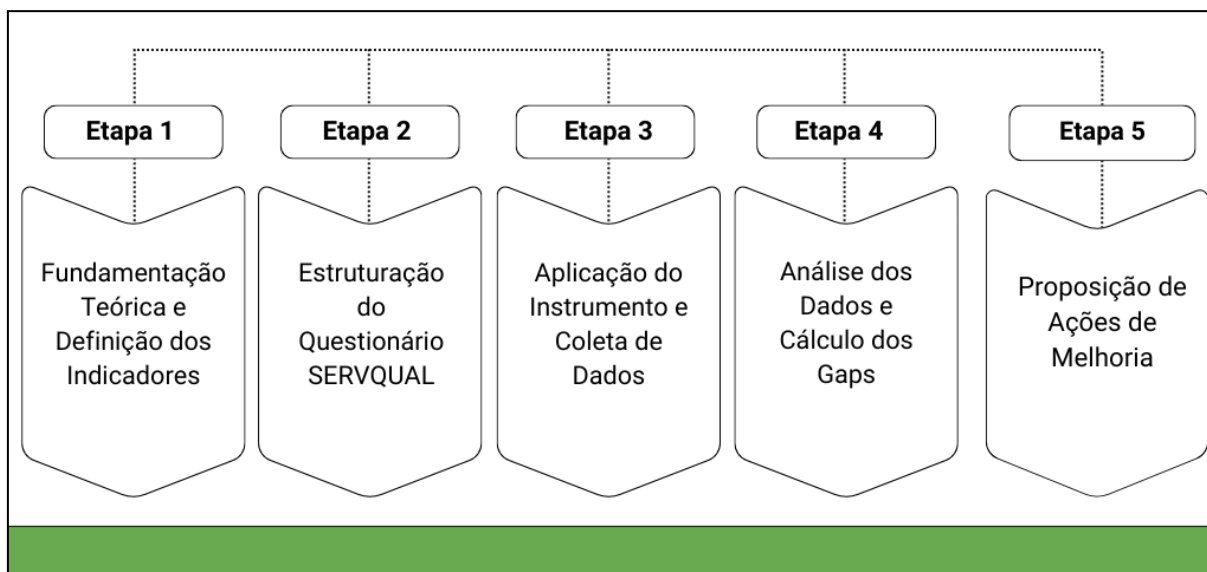 Etapa 1
Etapa 2
Etapa 3
Etapa 4
Etapa 5
Fundamentação
Teórica e
Definição dos
Indicadores
Estruturação
do
Questionário
SERVQUAL
Aplicação do
Instrumento e
Coleta de
Dados
Análise dos
Dados e
Cálculo dos
Gaps
Proposição de
Ações de
Melhoria